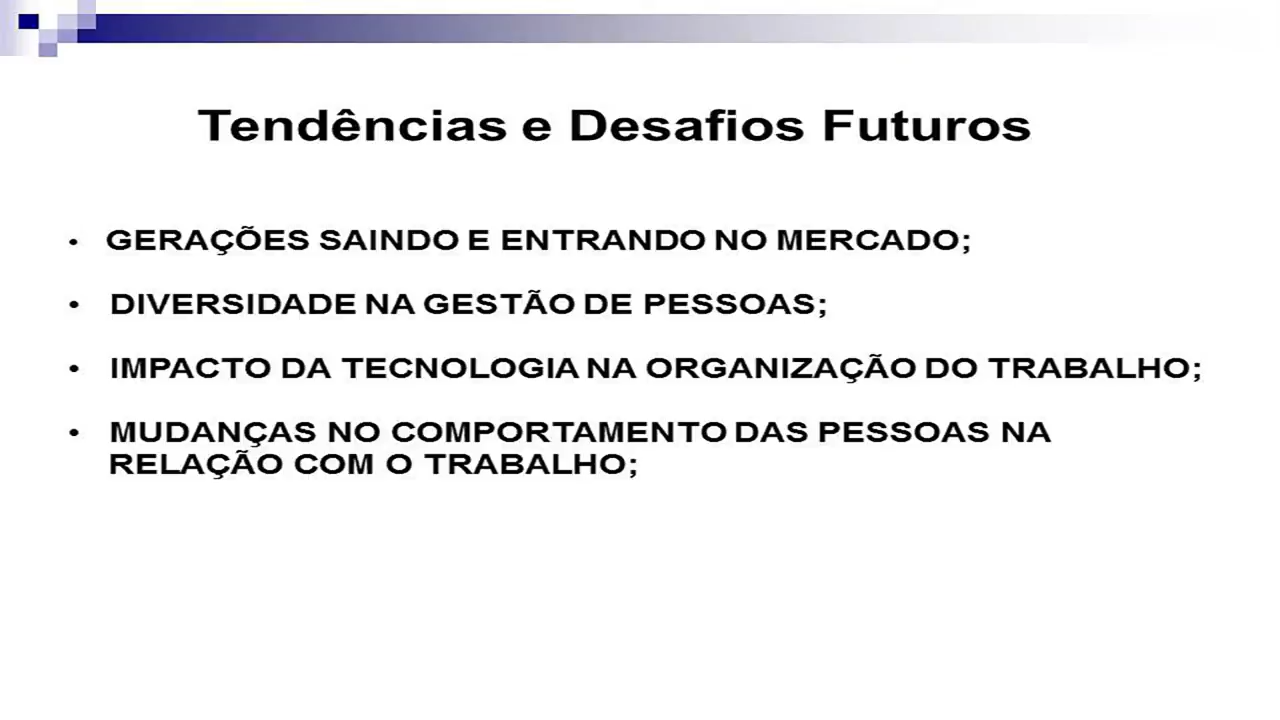 Tendências e Desafios Futuros
• GERAÇÕES SAINDO E ENTRANDO NO MERCADO;
• DIVERSIDADE NA GESTÃO DE PESSOAS;
• IMPACTO DA TECNOLOGIA NA ORGANIZAÇÃO DO TRABALHO;
• MUDANÇAS NO COMPORTAMENTO DAS PESSOAS NA
RELAÇÃO COM O TRABALHO;